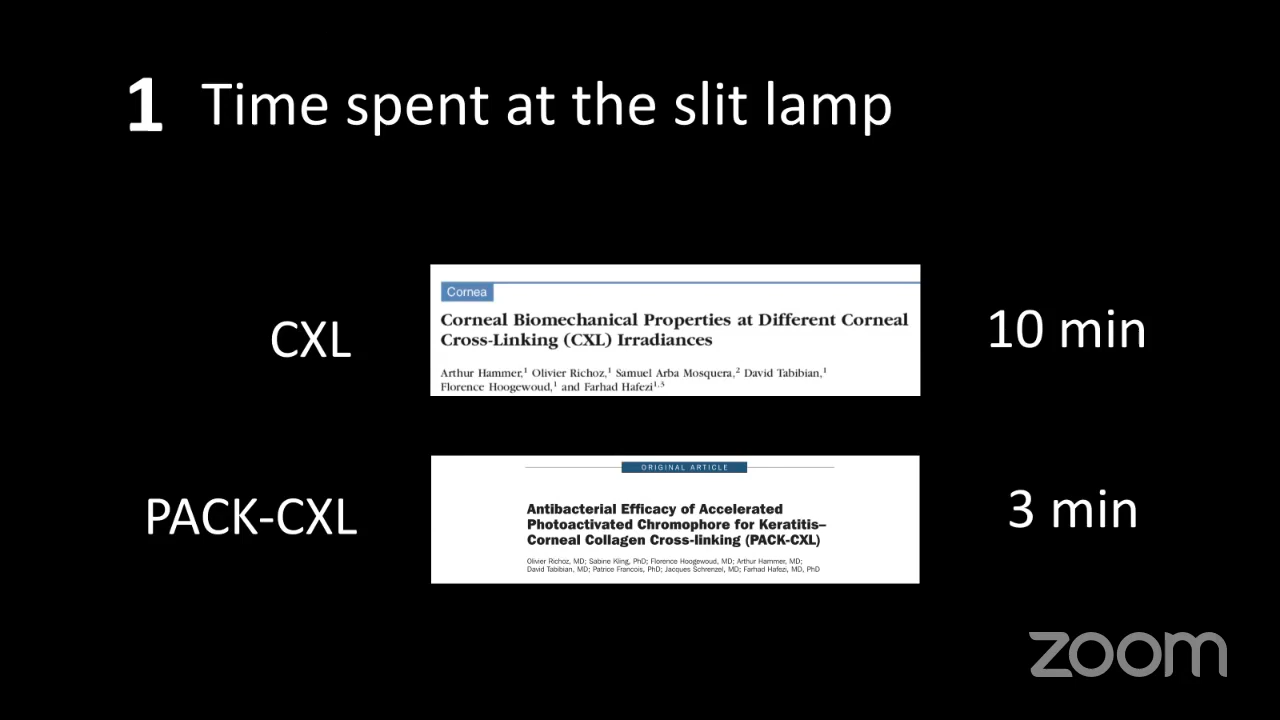 1 Time spent at the slit lamp
CXL
Cornea
Corneal Biomechanical Properties at Different Corneal
Cross-Linking (CXL) Irradiances
Arthur Hammer,¹ Olivier Richoz,¹ Samuel Arba Mosquera,² David Tabibian,¹
Florence Hoogewoud,¹ and Farhad Hafezi¹,³
10 min
PACK-CXL
ORIGINAL ARTICLE
Antibacterial Efficacy of Accelerated
Photoactivated Chromophore for Keratitis–
Corneal Collagen Cross-linking (PACK-CXL)
Olivier Richoz, MD; Sabine Kling, PhD; Florence Hoogewoud, MD; Arthur Hammer, MD;
David Tabibian, MD; Patrice Francois, PhD; Jacques Schrenzel, MD; Farhad Hafezi, MD, PhD
3 min
zoom